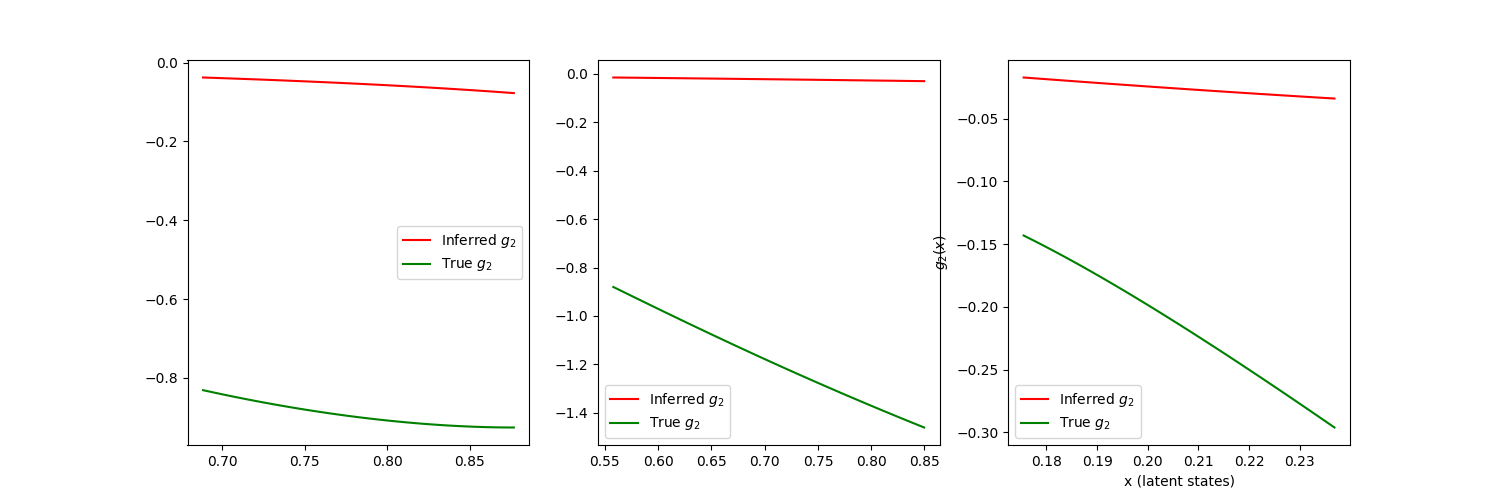 0.0
−0.2
−0.4
−0.6
−0.8
0.70 0.75 0.80 0.85
Inferred g₂
True g₂
0.0
−0.2
−0.4
−0.6
−0.8
−1.0
−1.2
−1.4
0.55 0.60 0.65 0.70 0.75 0.80 0.85
Inferred g₂
True g₂
g₂(x)
−0.05
−0.10
−0.15
−0.20
−0.25
−0.30
0.18 0.19 0.20 0.21 0.22 0.23
Inferred g₂
True g₂
x (latent states)